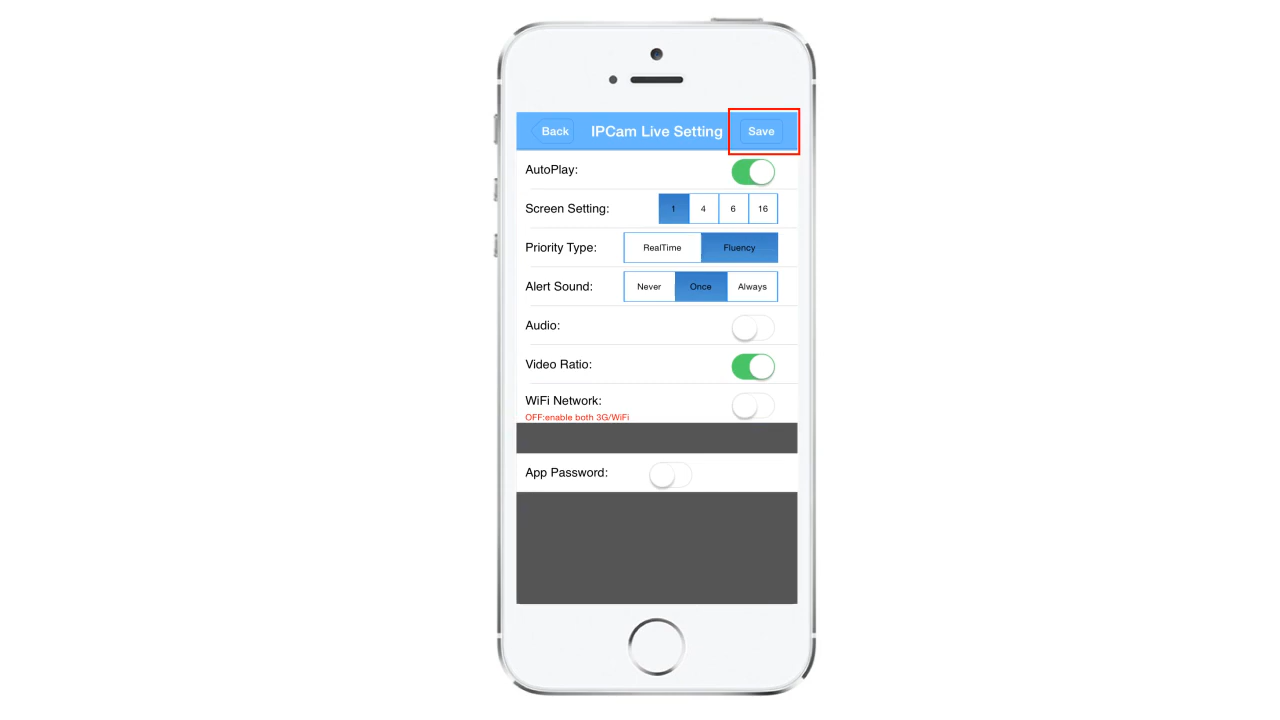 Back IPCam Live Setting Save
AutoPlay:
Screen Setting: 1 4 6 16
Priority Type: RealTime Fluency
Alert Sound: Never Once Always
Audio:
Video Ratio:
WiFi Network:
OFF:enable both 3G/WiFi
App Password: